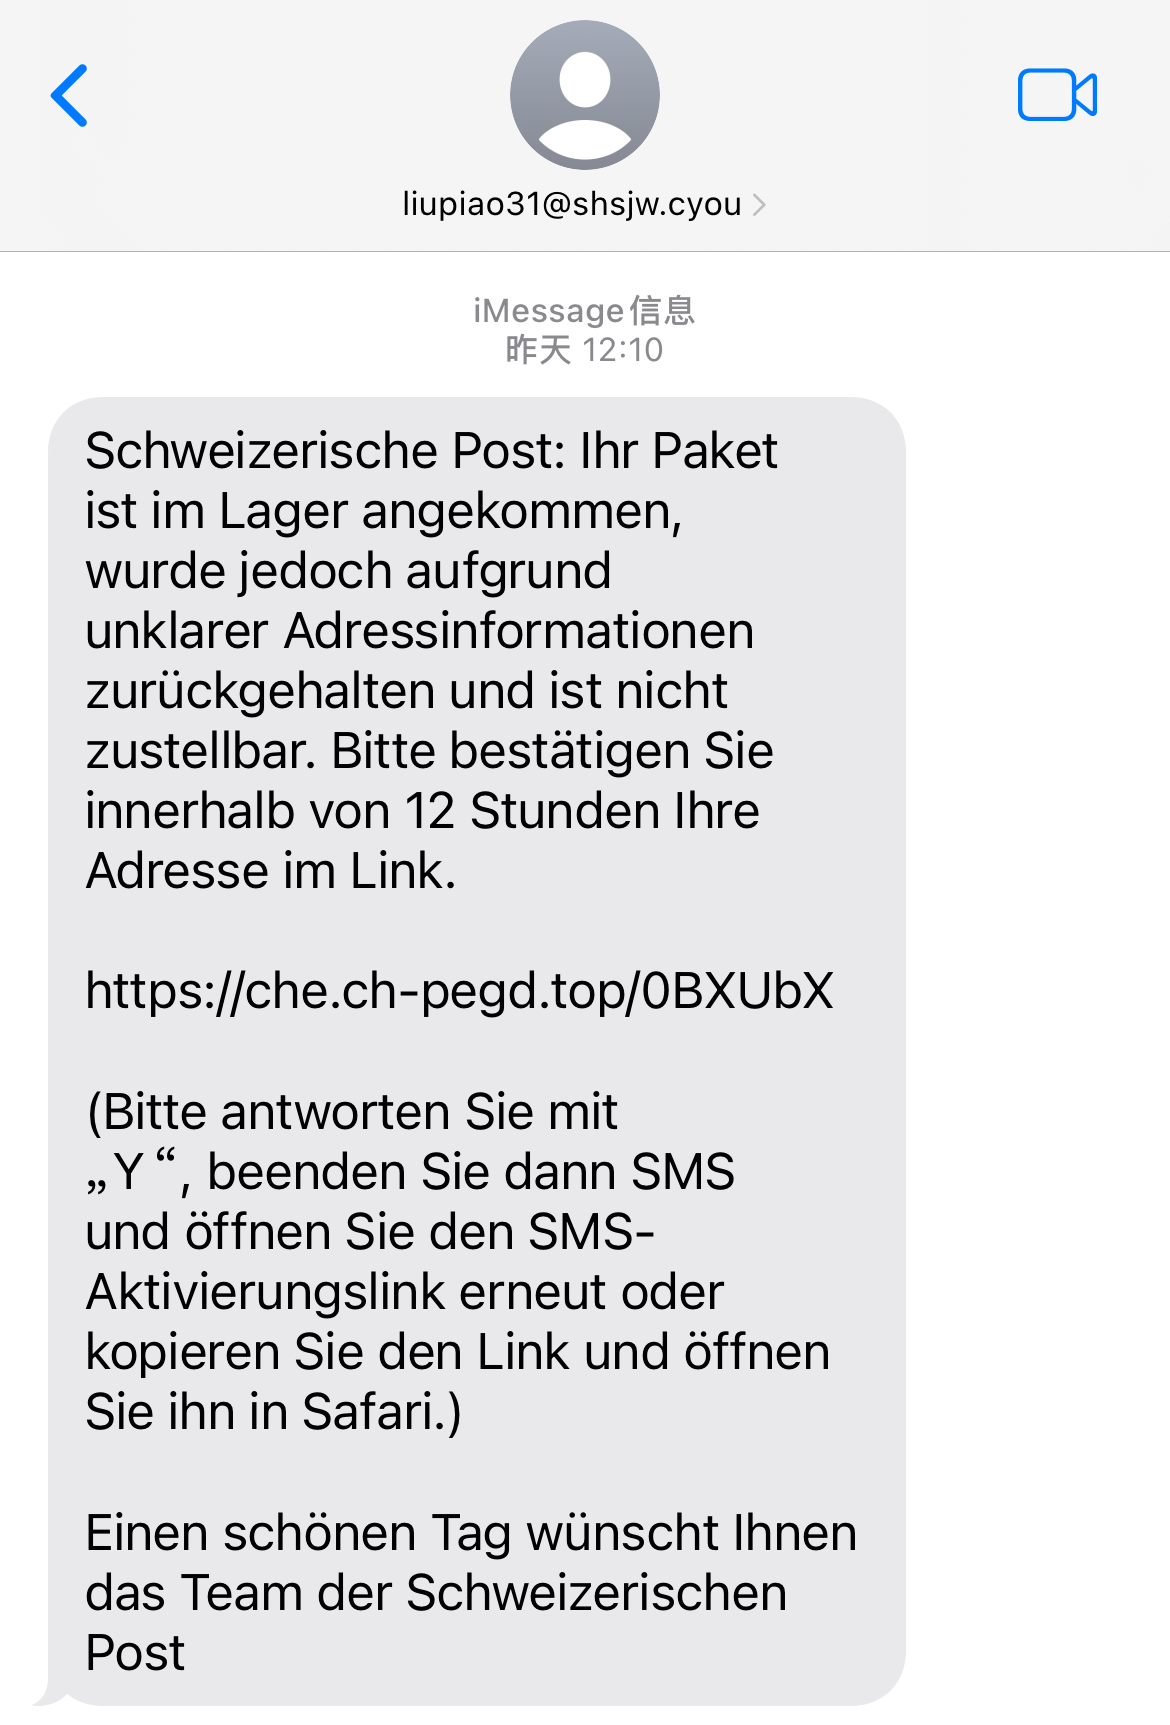 liupiao31@shsjw.cyou
iMessage信息
昨天 12:10
Schweizerische Post: Ihr Paket
ist im Lager angekommen,
wurde jedoch aufgrund
unklarer Adressinformationen
zurückgehalten und ist nicht
zustellbar. Bitte bestätigen Sie
innerhalb von 12 Stunden Ihre
Adresse im Link.
https://che.ch-pegd.top/0BXUbX
(Bitte antworten Sie mit
„Y“, beenden Sie dann SMS
und öffnen Sie den SMS-
Aktivierungslink erneut oder
kopieren Sie den Link und öffnen
Sie ihn in Safari.)
Einen schönen Tag wünscht Ihnen
das Team der Schweizerischen
Post